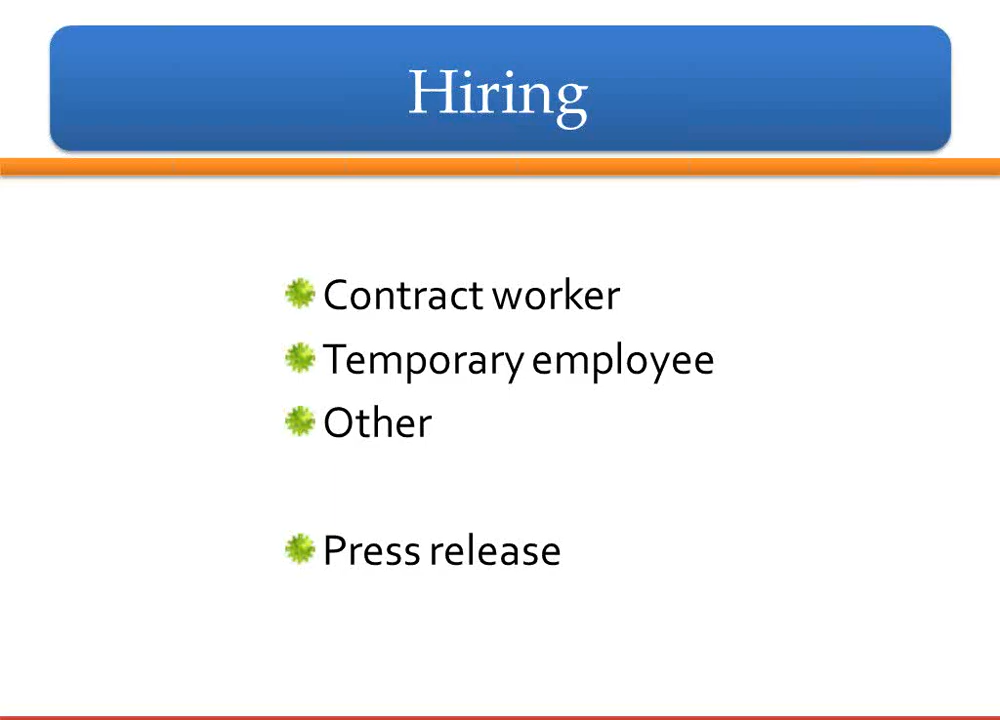 Hiring
Contract worker
Temporary employee
Other
Press release